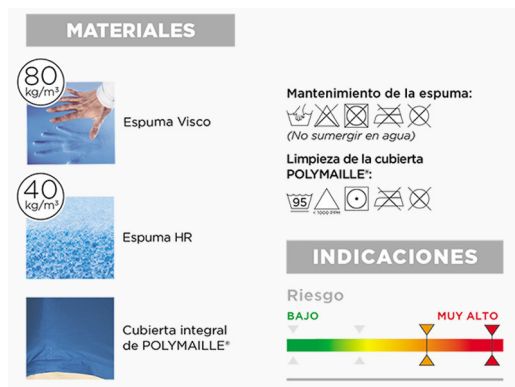 MATERIALES
80
kg/m³
Espuma Visco
40
kg/m³
Espuma HR
Cubierta integral
de POLYMAILLE®
Mantenimiento de la espuma:
(No sumergir en agua)
Limpieza de la cubierta
POLYMAILLE®:
95
< 1000 PPM
INDICACIONES
Riesgo
BAJO
MUY ALTO